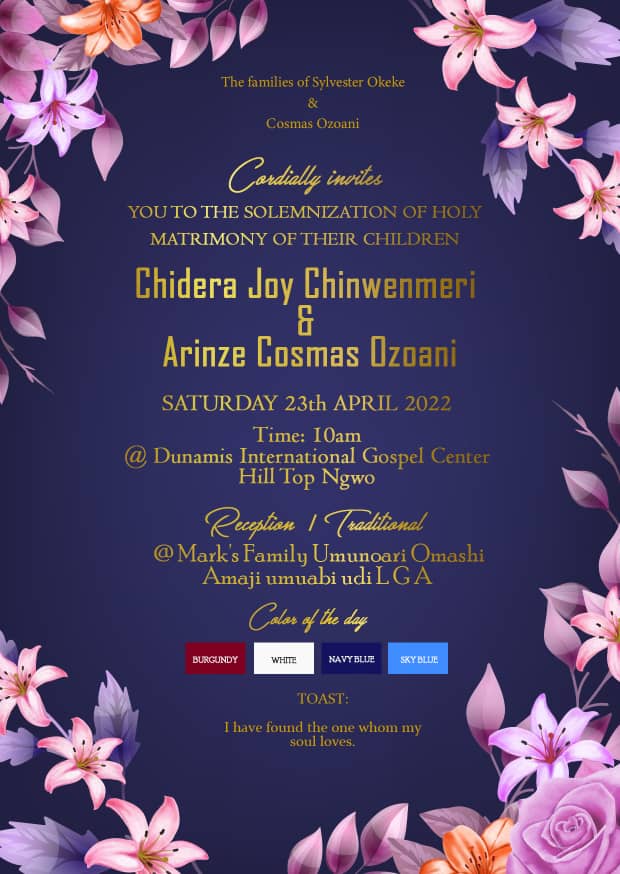 The families of Sylvester Okeke
&
Cosmas Ozoani
Cordially invites
YOU TO THE SOLEMNIZATION OF HOLY
MATRIMONY OF THEIR CHILDREN
Chidera Joy Chinwenmeri
&
Arinze Cosmas Ozoani
SATURDAY 23th APRIL 2022
Time: 10am
@ Dunamis International Gospel Center
Hill Top Ngwo
Reception / Traditional
@ Mark's Family Umunoari Omashi
Amaji umuabi udi L G A
Color of the day
BURGUNDY WHITE NAVY BLUE SKY BLUE
TOAST:
I have found the one whom my
soul loves.